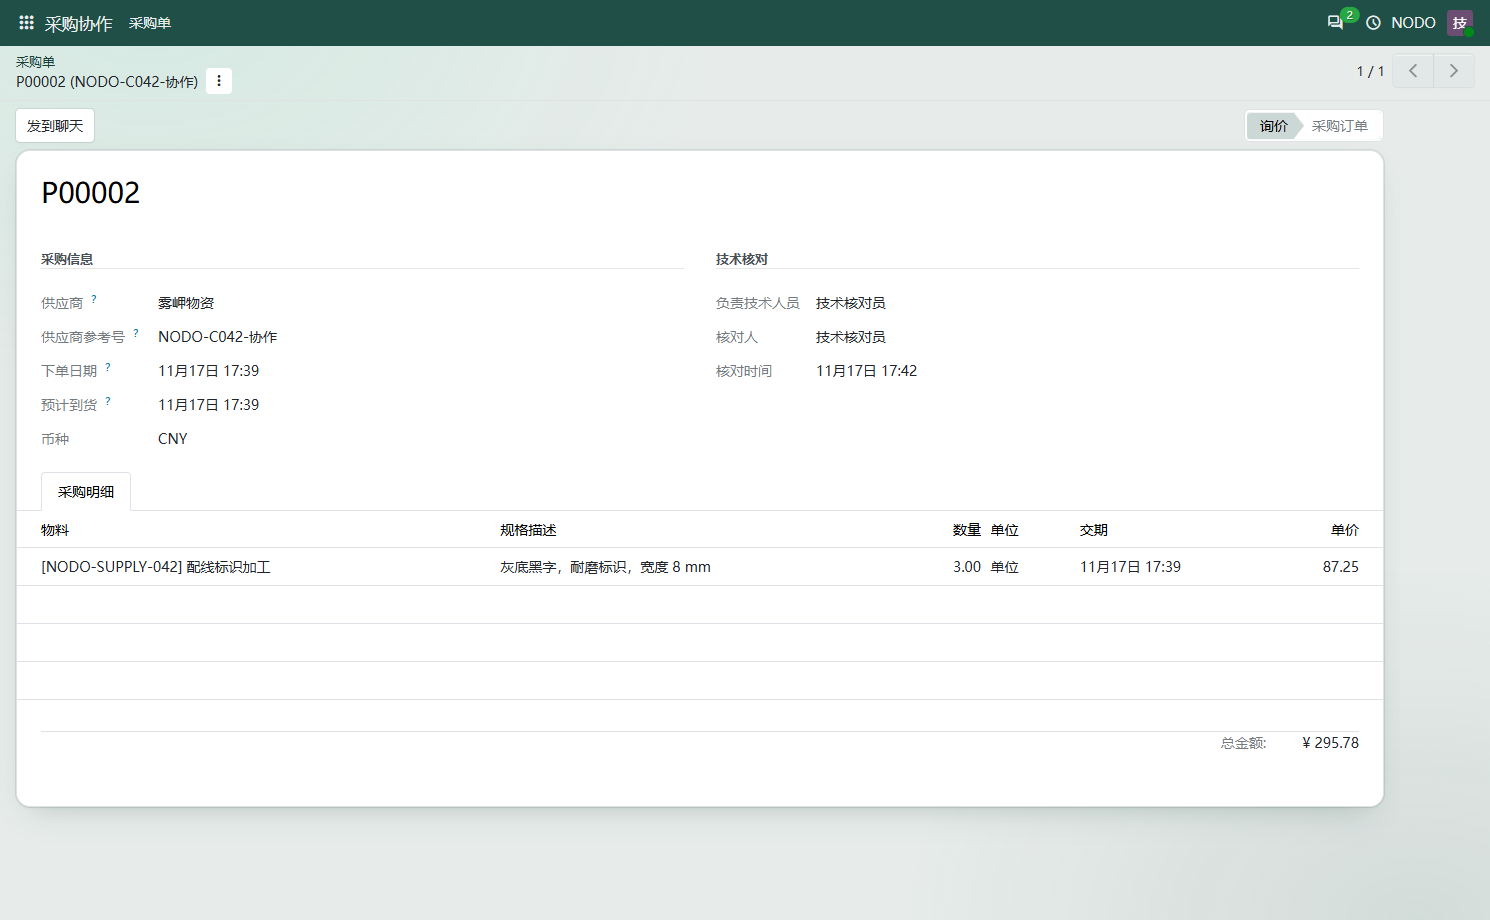 采购协作 采购单 2 NODO 技
采购单
P00002 (NODO-C042-协作) 1 / 1
发到聊天 询价 采购订单
P00002
采购信息 技术核对
供应商 ? 雾岬物资 负责技术人员 技术核对员
供应商参考号 ? NODO-C042-协作 核对人 技术核对员
下单日期 ? 11月17日 17:39 核对时间 11月17日 17:42
预计到货 ? 11月17日 17:39
币种 CNY
采购明细
物料 规格描述 数量 单位 交期 单价
[NODO-SUPPLY-042] 配线标识加工 灰底黑字，耐磨标识，宽度 8 mm 3.00 单位 11月17日 17:39 87.25
总金额: ¥ 295.78